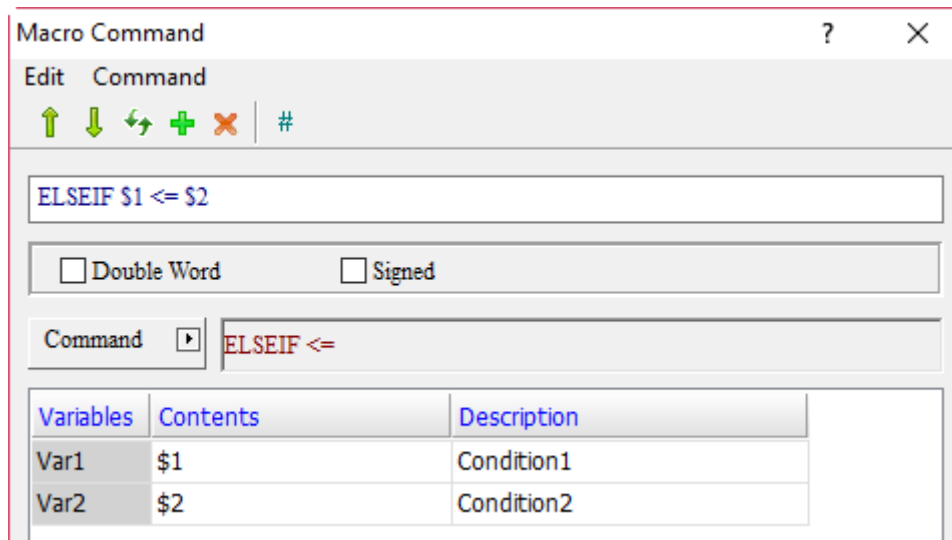 Macro Command ?
Edit Command
#
ELSEIF $1 <= $2
Double Word Signed
Command ELSEIF <=
Variables Contents Description
Var1 $1 Condition1
Var2 $2 Condition2